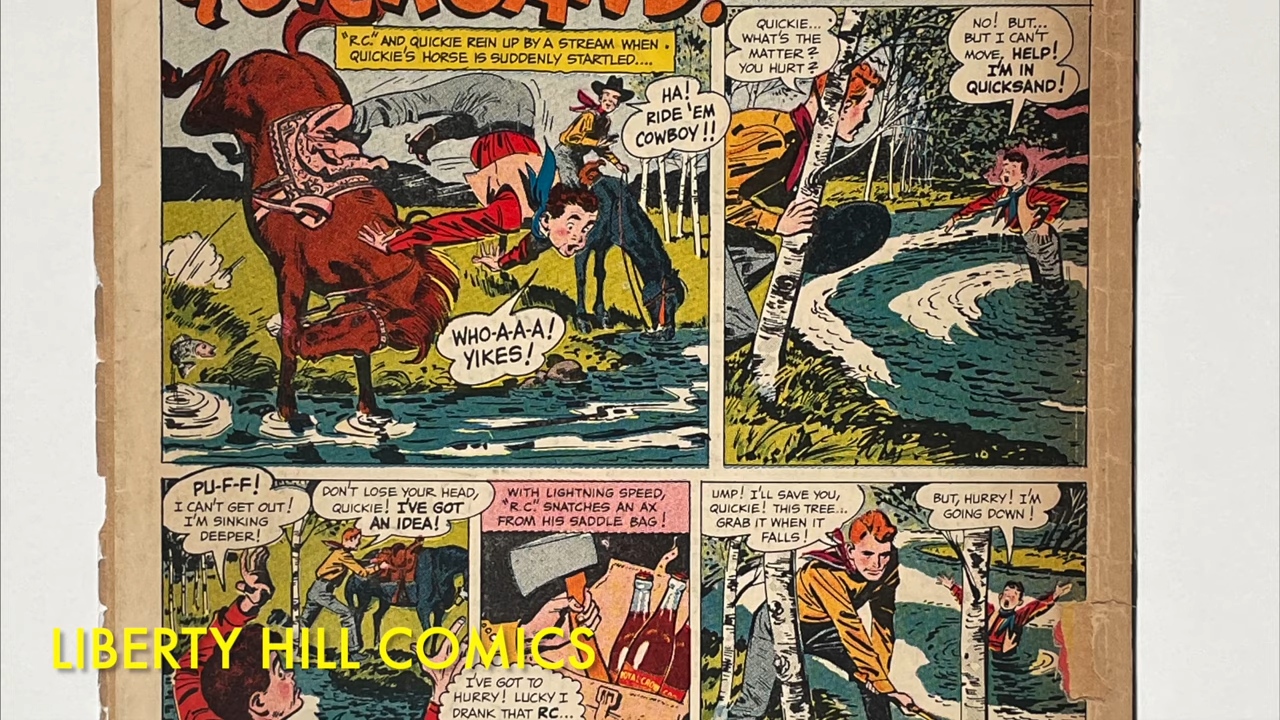 QUICKSAND!
"R.C." AND QUICKIE REIN UP BY A STREAM WHEN
QUICKIE'S HORSE IS SUDDENLY STARTLED....
HA!
RIDE 'EM
COWBOY!!
WHO-A-A-A!
YIKES!
QUICKIE...
WHAT'S THE
MATTER?
YOU HURT?
NO! BUT...
BUT I CAN'T
MOVE, HELP!
I'M IN
QUICKSAND!
PU-F-F!
I CAN'T GET OUT!
I'M SINKING
DEEPER!
DON'T LOSE YOUR HEAD,
QUICKIE! I'VE GOT
AN IDEA!
WITH LIGHTNING SPEED,
"R.C." SNATCHES AN AX
FROM HIS SADDLE BAG!
ROYAL CROWN
I'VE GOT TO
HURRY! LUCKY I
DRANK THAT RC...
UMP! I'LL SAVE YOU,
QUICKIE! THIS TREE...
GRAB IT WHEN IT
FALLS!
BUT, HURRY! I'M
GOING DOWN!
LIBERTY HILL COMICS